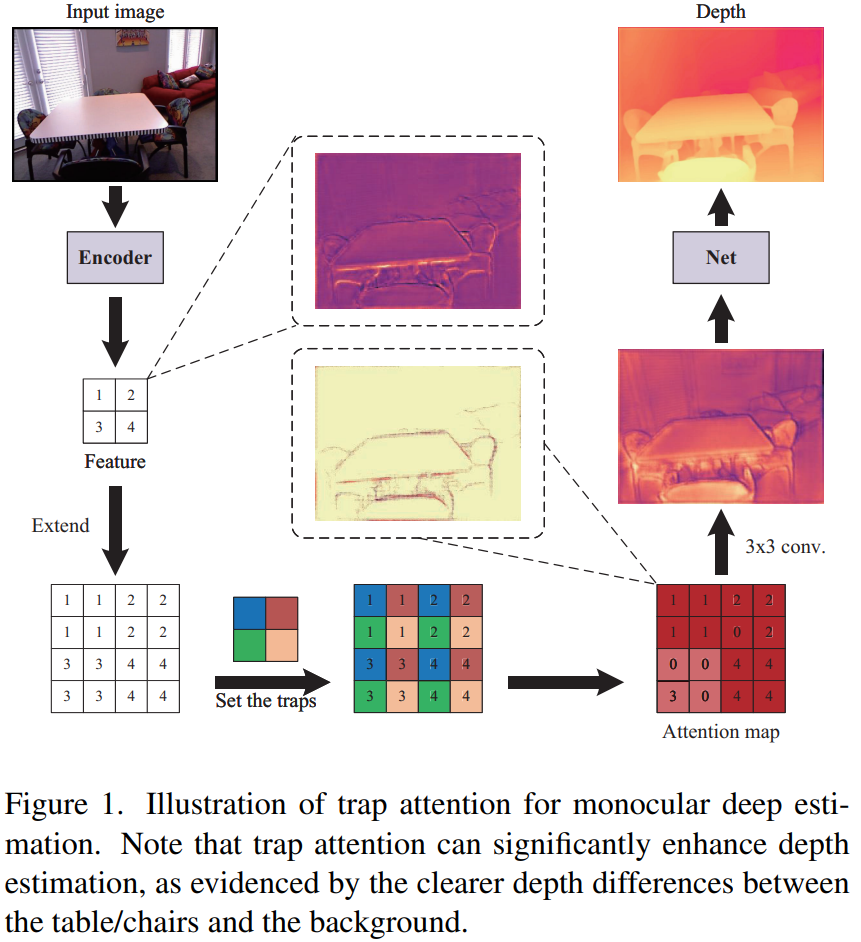 Input image
Depth
Encoder
Net
1 2
3 4
Feature
Extend
3x3 conv.
1 1 2 2
1 1 2 2
3 3 4 4
3 3 4 4
Set the traps
1 1 2 2
1 1 2 2
3 3 4 4
3 3 4 4
1 1 2 2
1 1 0 2
0 0 4 4
3 0 4 4
Attention map
Figure 1. Illustration of trap attention for monocular deep esti-
mation. Note that trap attention can significantly enhance depth
estimation, as evidenced by the clearer depth differences between
the table/chairs and the background.